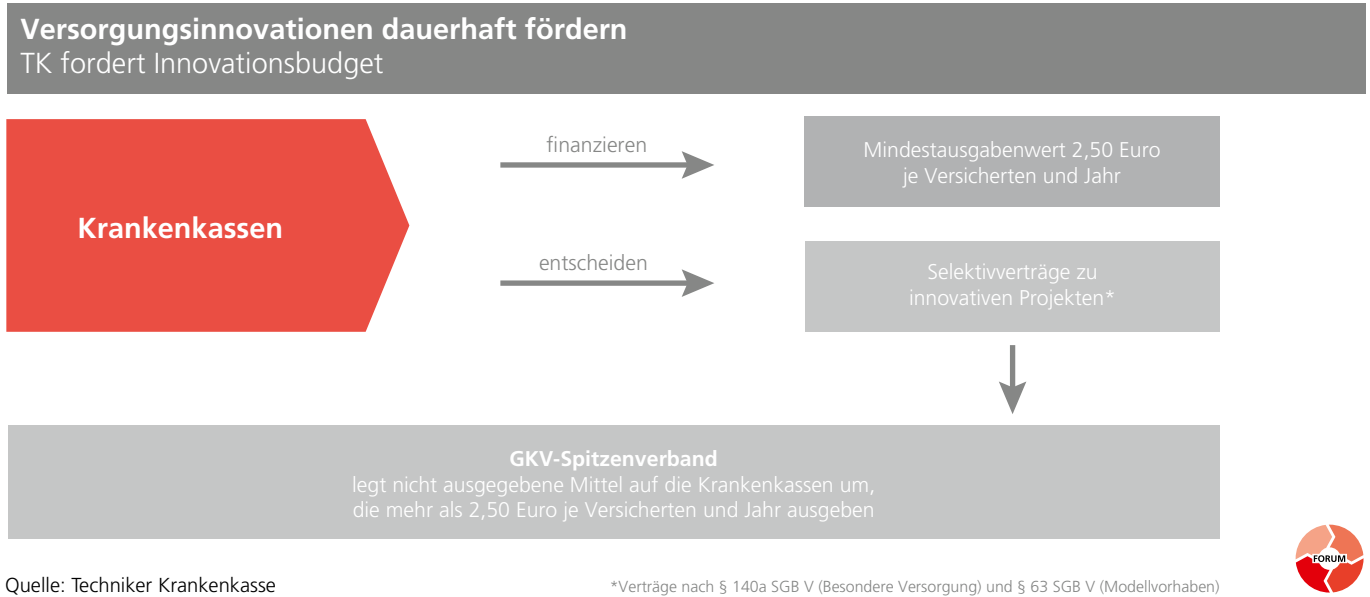 Versorgungsinnovationen dauerhaft fördern
TK fordert Innovationsbudget
Krankenkassen
finanzieren
Mindestausgabenwert 2,50 Euro
je Versicherten und Jahr
entscheiden
Selektivverträge zu
innovativen Projekten*
GKV-Spitzenverband
legt nicht ausgegebene Mittel auf die Krankenkassen um,
die mehr als 2,50 Euro je Versicherten und Jahr ausgeben
FORUM
Quelle: Techniker Krankenkasse
*Verträge nach § 140a SGB V (Besondere Versorgung) und § 63 SGB V (Modellvorhaben)